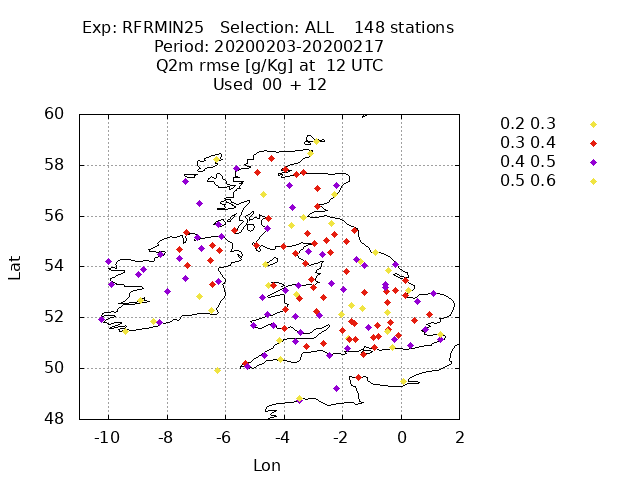 Exp: RFRMIN25   Selection: ALL    148 stations
Period: 20200203-20200217
Q2m rmse [g/Kg] at  12 UTC
Used  00 + 12
60
58
56
54
52
50
48
Lat
-10 -8 -6 -4 -2 0 2
Lon
0.2 0.3
0.3 0.4
0.4 0.5
0.5 0.6